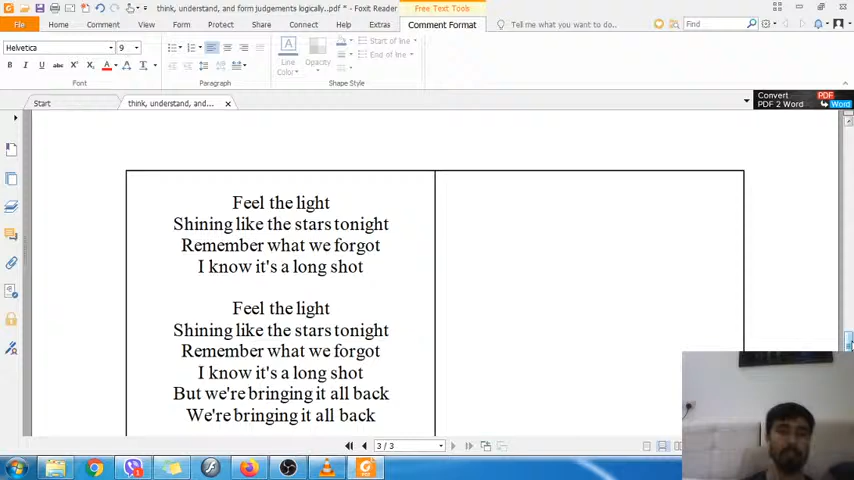 think, understand, and form judgements logically..pdf * - Foxit Reader
Free Text Tools
File
Home
Comment
View
Form
Protect
Share
Connect
Help
Extras
Comment Format
Tell me what you want to do...
Find
Helvetica
9
Line
Color
Opacity
Start of line
End of line
Font
Paragraph
Shape Style
Start
think, understand, and...
Convert
PDF 2 Word
PDF
Word
Feel the light
Shining like the stars tonight
Remember what we forgot
I know it's a long shot
Feel the light
Shining like the stars tonight
Remember what we forgot
I know it's a long shot
But we're bringing it all back
We're bringing it all back
3 / 3